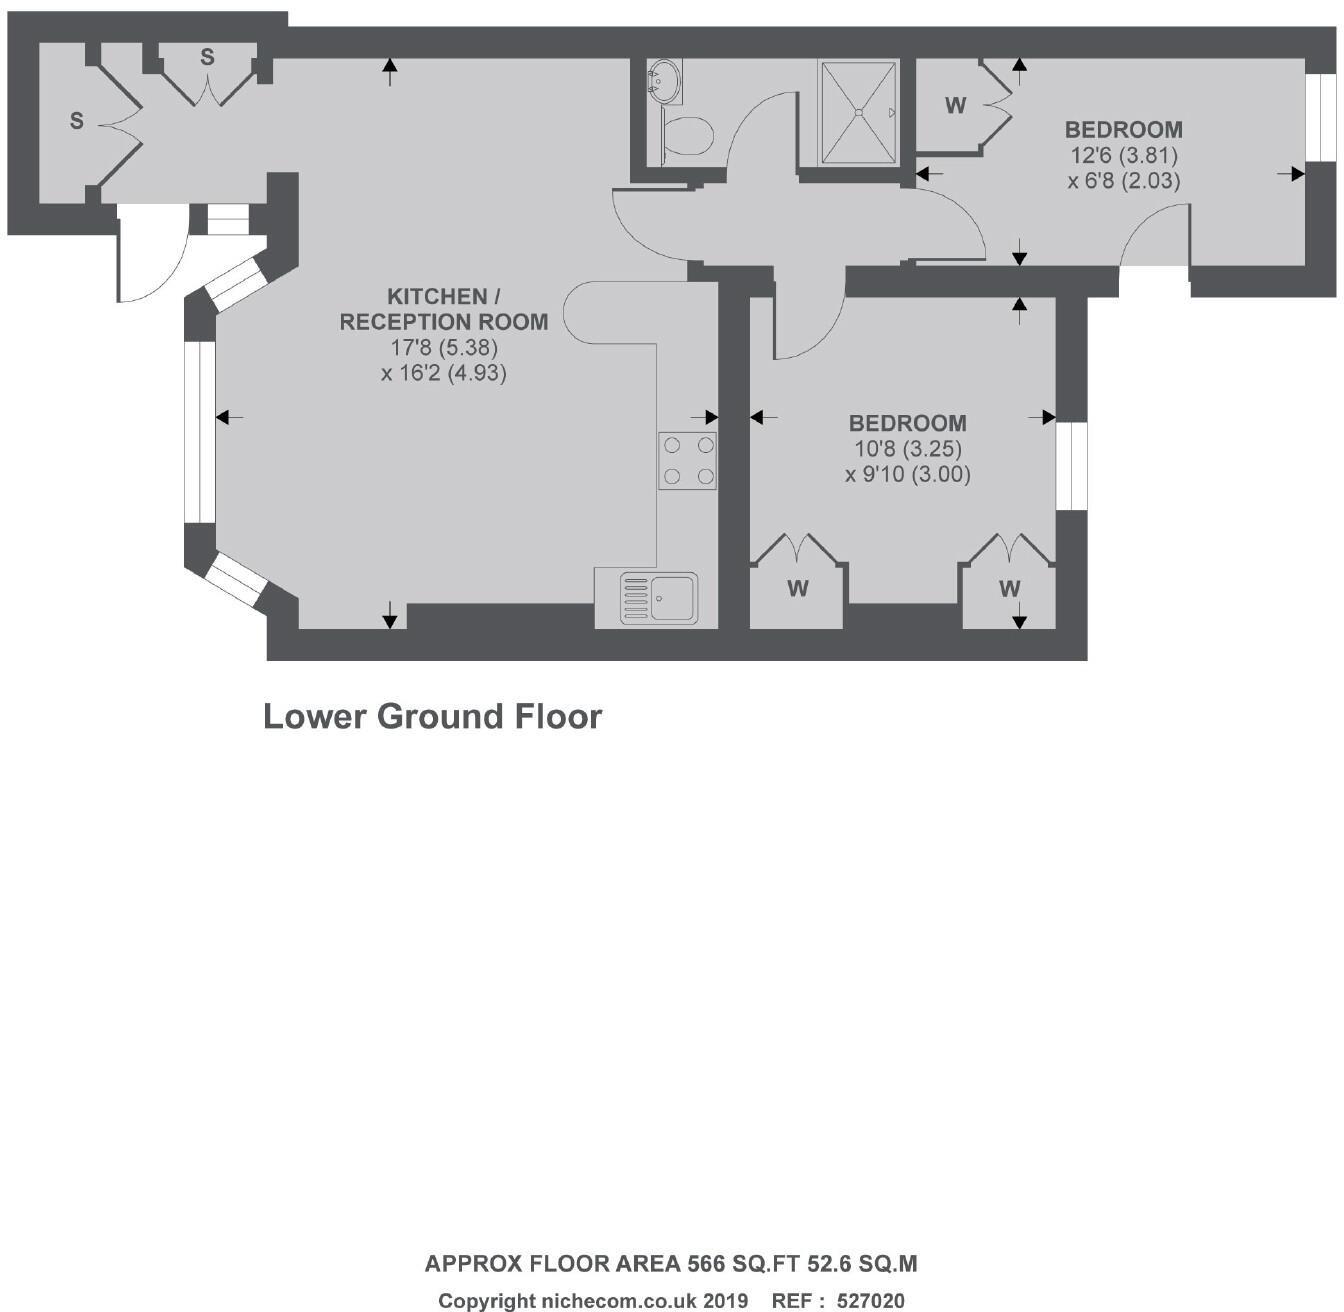 S
S
W
BEDROOM
12'6 (3.81)
x 6'8 (2.03)
KITCHEN /
RECEPTION ROOM
17'8 (5.38)
x 16'2 (4.93)
BEDROOM
10'8 (3.25)
x 9'10 (3.00)
W
W
Lower Ground Floor
APPROX FLOOR AREA 566 SQ.FT 52.6 SQ.M
Copyright nichecom.co.uk 2019 REF : 527020